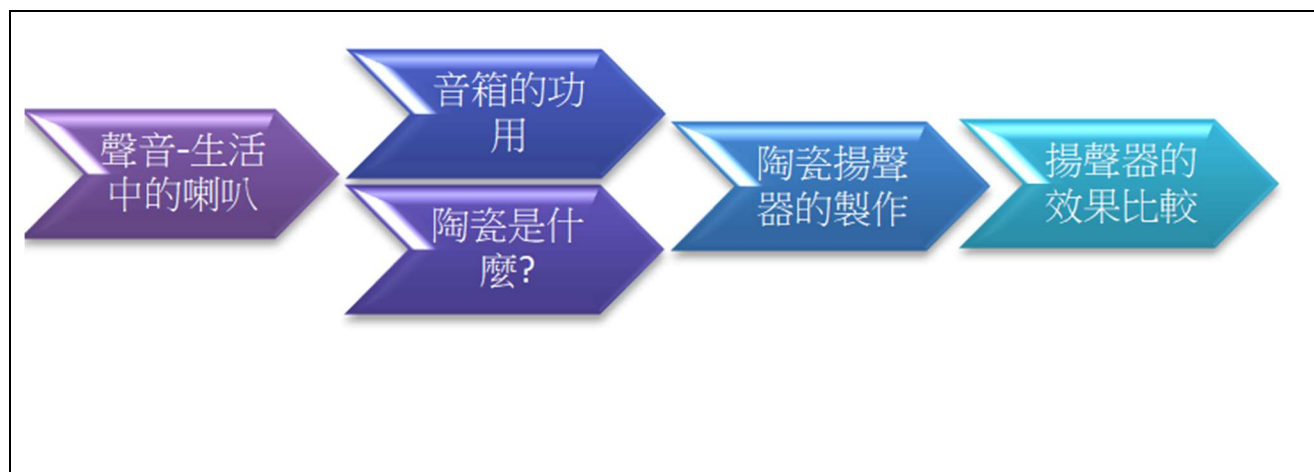 聲音-生活
中的喇叭
音箱的功
用
陶瓷是什
麼?
陶瓷揚聲
器的製作
揚聲器的
效果比較